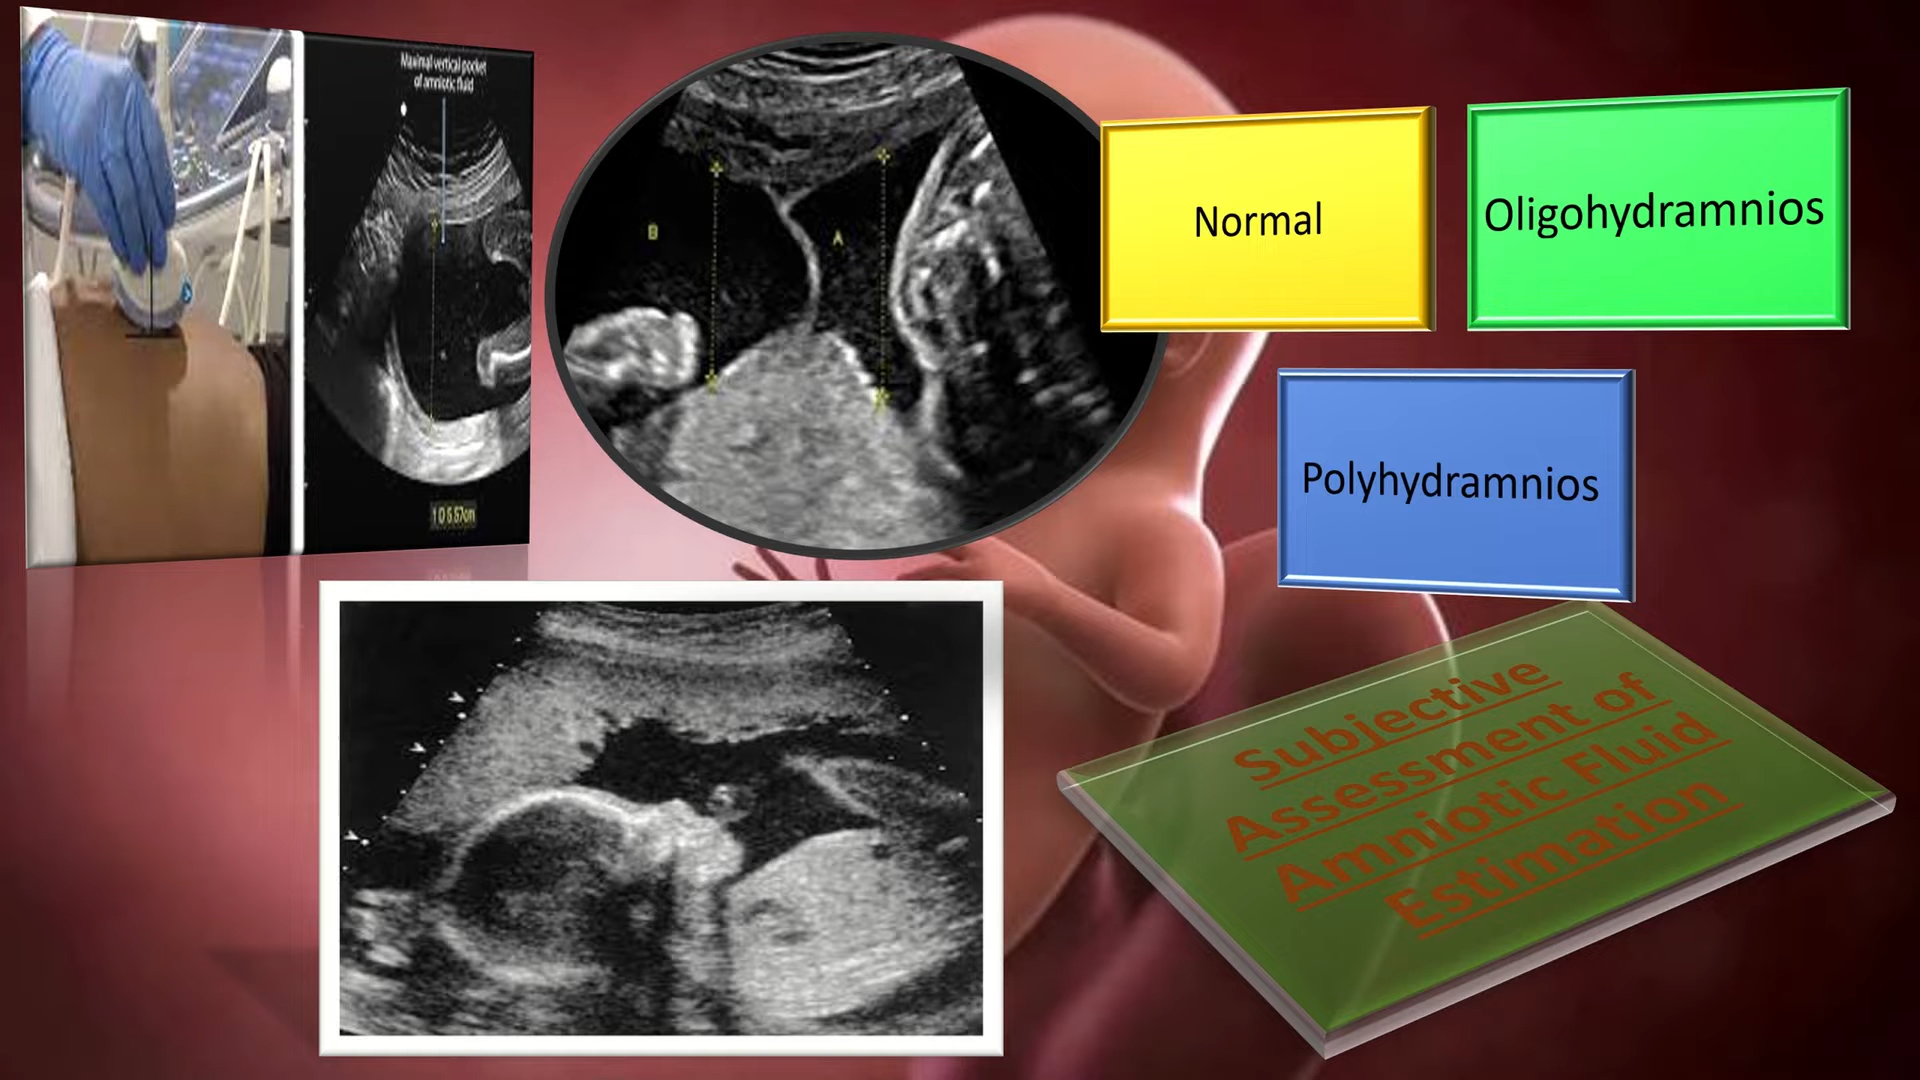 Maximal vertical pocket
of amniotic fluid
B
A
Normal
Oligohydramnios
Polyhydramnios
Subjective
Assessment of
Amniotic Fluid
Estimation